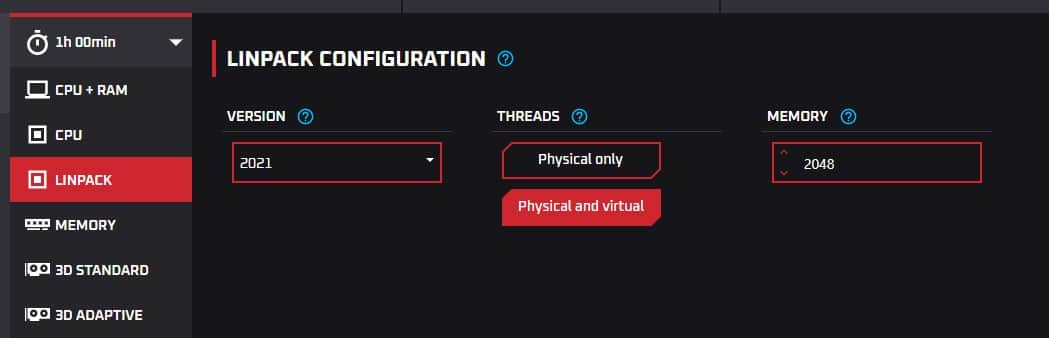 1h 00min
CPU + RAM
CPU
LINPACK
MEMORY
3D STANDARD
3D ADAPTIVE
LINPACK CONFIGURATION ?
VERSION ?
2021
THREADS ?
Physical only
Physical and virtual
MEMORY ?
2048